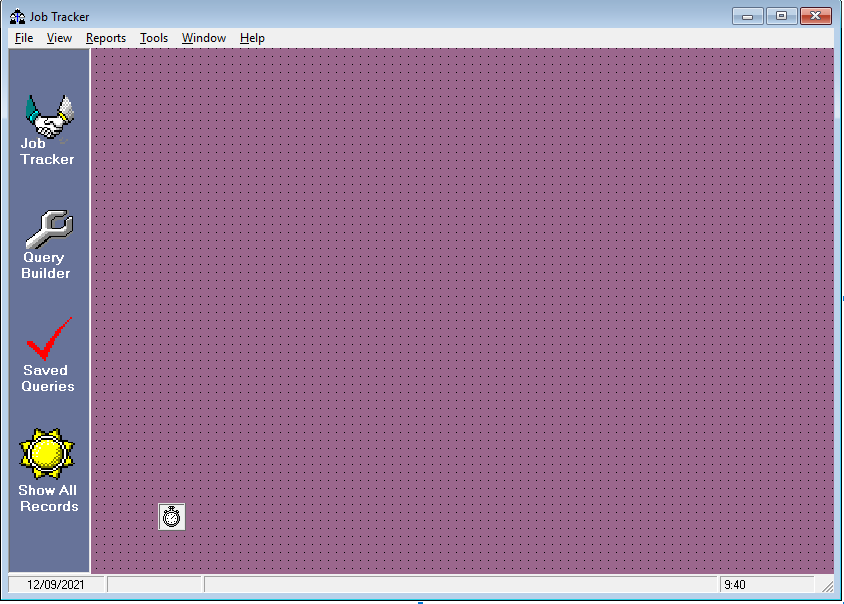 Job Tracker
File View Reports Tools Window Help
Job
Tracker
Query
Builder
Saved
Queries
Show All
Records
12/09/2021
9:40